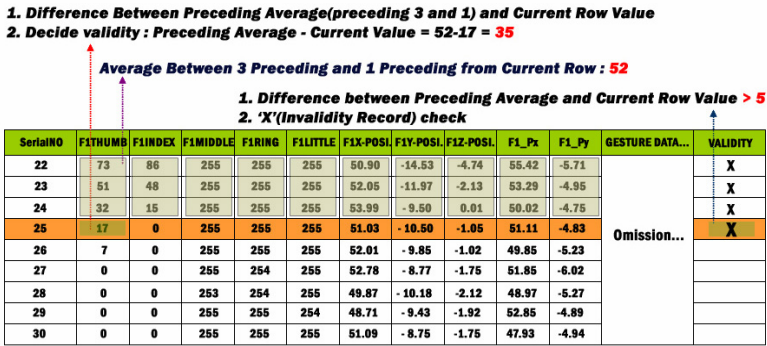 1. Difference Between Preceding Average(preceding 3 and 1) and Current Row Value
2. Decide validity : Preceding Average - Current Value = 52-17 = 35
Average Between 3 Preceding and 1 Preceding from Current Row : 52
1. Difference between Preceding Average and Current Row Value > 5
2. ‘X’(Invalidity Record) check
SerialNO F1THUMB F1INDEX F1MIDDLE F1RING F1LITTLE F1X-POSI. F1Y-POSI. F1Z-POSI. F1_Px F1_Py GESTURE DATA... VALIDITY
22 73 86 255 255 255 50.90 -14.53 -4.74 55.42 -5.71 X
23 51 48 255 255 255 52.05 -11.97 -2.13 53.29 -4.95 X
24 32 15 255 255 255 53.99 - 9.50 0.01 50.02 -4.75 X
25 17 0 255 255 255 51.03 - 10.50 -1.05 51.11 -4.83 X
Omission...
26 7 0 255 255 255 52.01 - 9.85 -1.02 49.85 -5.23
27 0 0 255 254 255 52.78 - 8.77 -1.75 51.85 -6.02
28 0 0 253 254 255 49.87 - 10.18 -2.12 48.97 -5.27
29 0 0 255 255 254 48.71 - 9.43 -1.92 52.85 -4.89
30 0 0 255 255 255 51.09 - 8.75 -1.75 47.93 -4.94